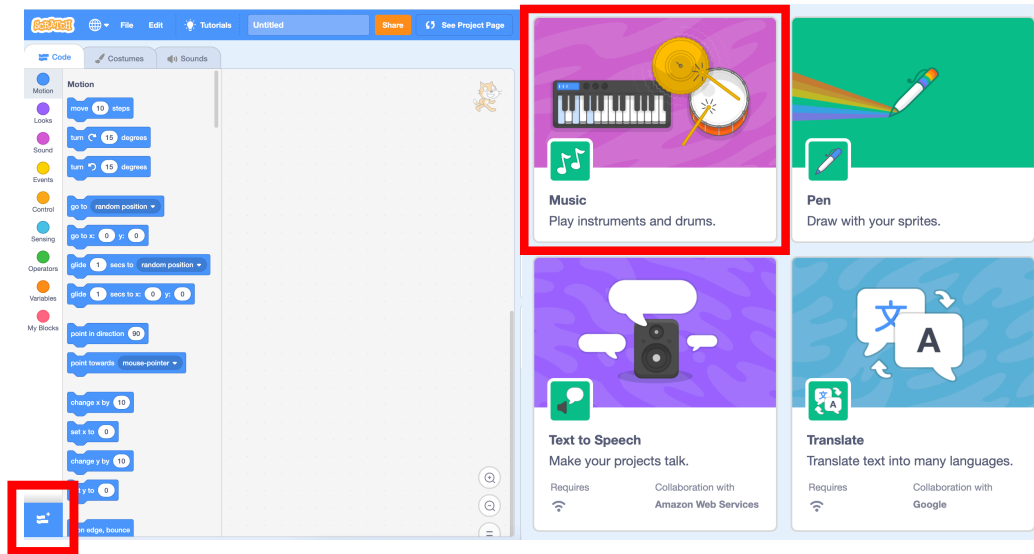 SCRATCH
File Edit Tutorials Untitled Share See Project Page
Code Costumes Sounds
Motion
Looks
Sound
Events
Control
Sensing
Operators
Variables
My Blocks
Motion
move 10 steps
turn 15 degrees
turn 15 degrees
go to random position
go to x: 0 y: 0
glide 1 secs to random position
glide 1 secs to x: 0 y: 0
point in direction 90
point towards mouse-pointer
change x by 10
set x to 0
change y by 10
y to 0
on edge, bounce
Music
Play instruments and drums.
Pen
Draw with your sprites.
Text to Speech
Make your projects talk.
Requires Collaboration with
Amazon Web Services
文
A
文
A
Translate
Translate text into many languages.
Requires Collaboration with
Google